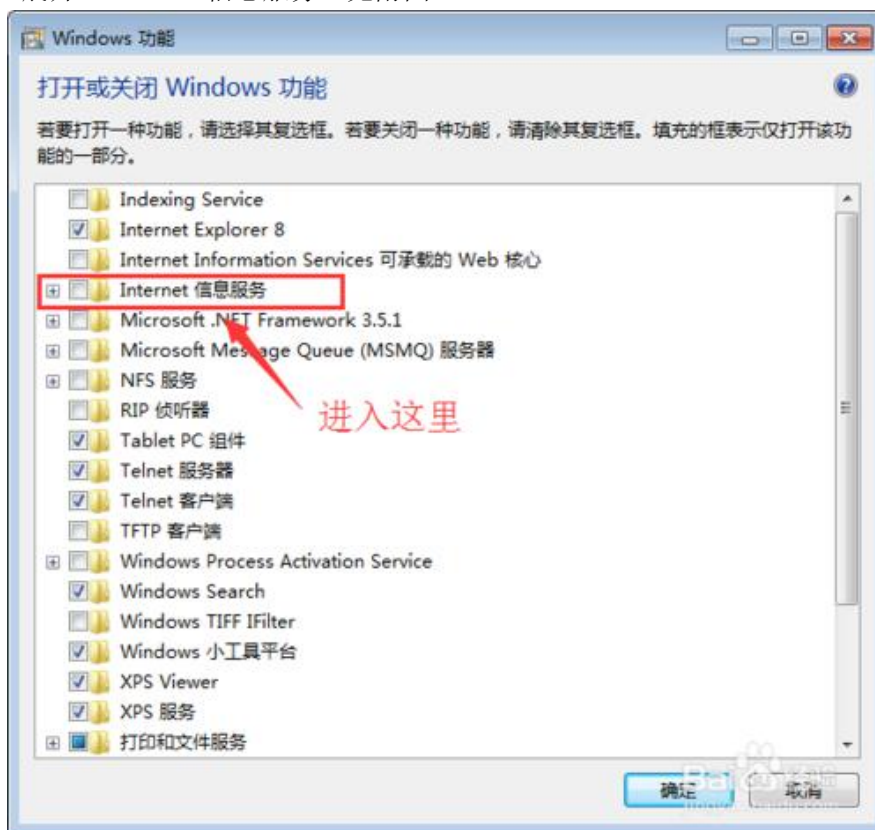 Windows 功能
打开或关闭 Windows 功能
若要打开一种功能，请选择其复选框。若要关闭一种功能，请清除其复选框。填充的框表示仅打开该功
能的一部分。
Indexing Service
Internet Explorer 8
Internet Information Services 可承载的 Web 核心
Internet 信息服务
Microsoft .NET Framework 3.5.1
Microsoft Message Queue (MSMQ) 服务器
NFS 服务
RIP 侦听器
进入这里
Tablet PC 组件
Telnet 服务器
Telnet 客户端
TFTP 客户端
Windows Process Activation Service
Windows Search
Windows TIFF IFilter
Windows 小工具平台
XPS Viewer
XPS 服务
打印和文件服务
确定 取消